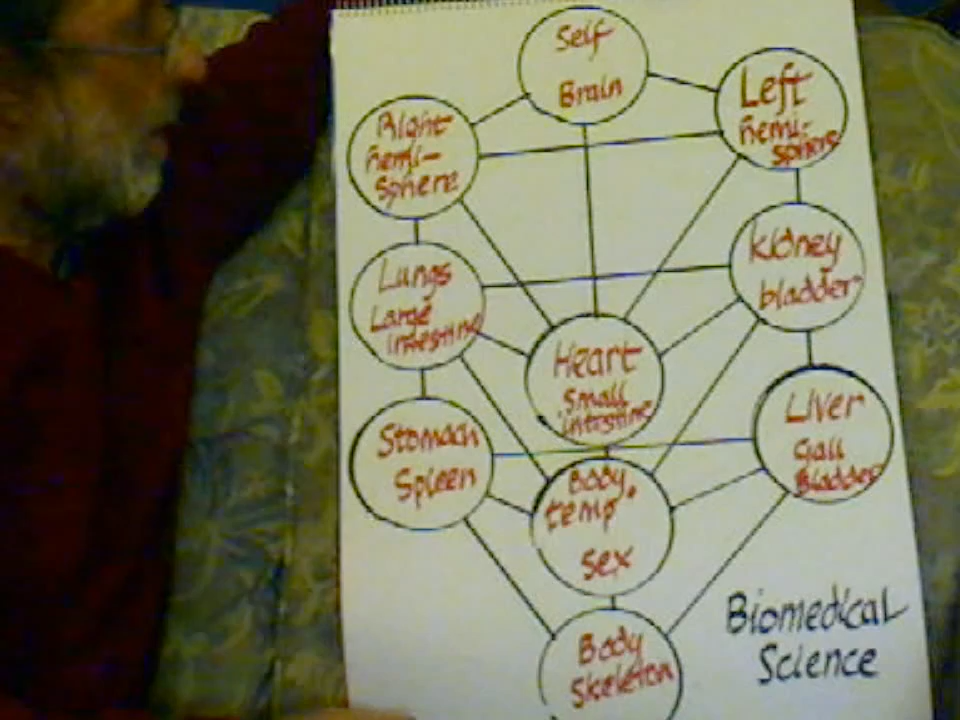 Self
Brain
Left
hemi-
sphere
Right
hemi-
sphere
Kidney
bladder
Lungs
Large
intestine
Heart
Small
intestine
Liver
Gall
Bladder
Stomach
Spleen
Body.
temp
sex
Body
Skeleton
Biomedical
Science